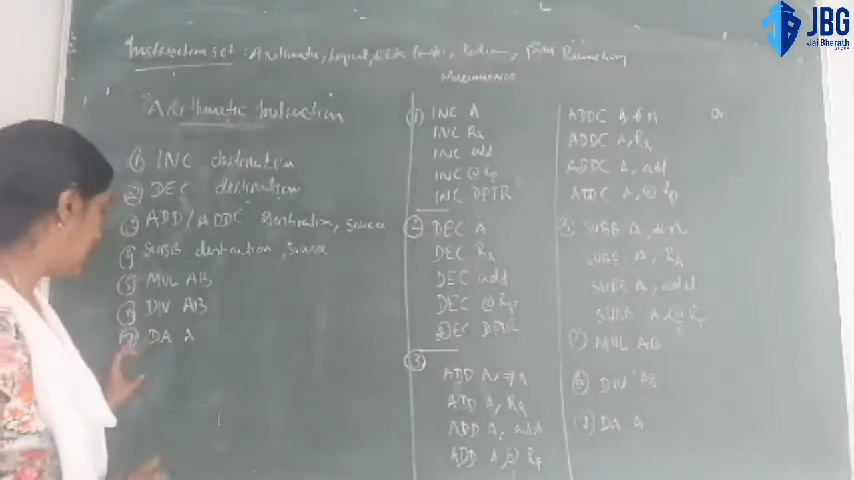 JBG
Jai Bharath
Instruction set : Arithmetic, Logical, data transfer, Boolean, Branching
Mnemonics
Arithmetic Instruction
① INC destination
② DEC destination
③ ADD/ADDC Destination, source
④ SUBB destination, source
⑤ MUL AB
⑥ DIV AB
⑦ DA A
① INC A
INC Rn
INC add
INC @Rp
INC DPTR
② DEC A
DEC Rn
DEC add
DEC @Rp
DEC DPTR
③
ADD A, #n
ADD A, Rn
ADD A, add
ADD A, @ Rp
ADDC A, # n
ADDC A, Rn
ADDC A, add
ADDC A, @ Rp
SUBB A, #n
SUBB A, Rn
SUBB A, add
SUBB A, @ Rp
MUL AB
⑥ DIV AB
⑦ DA A